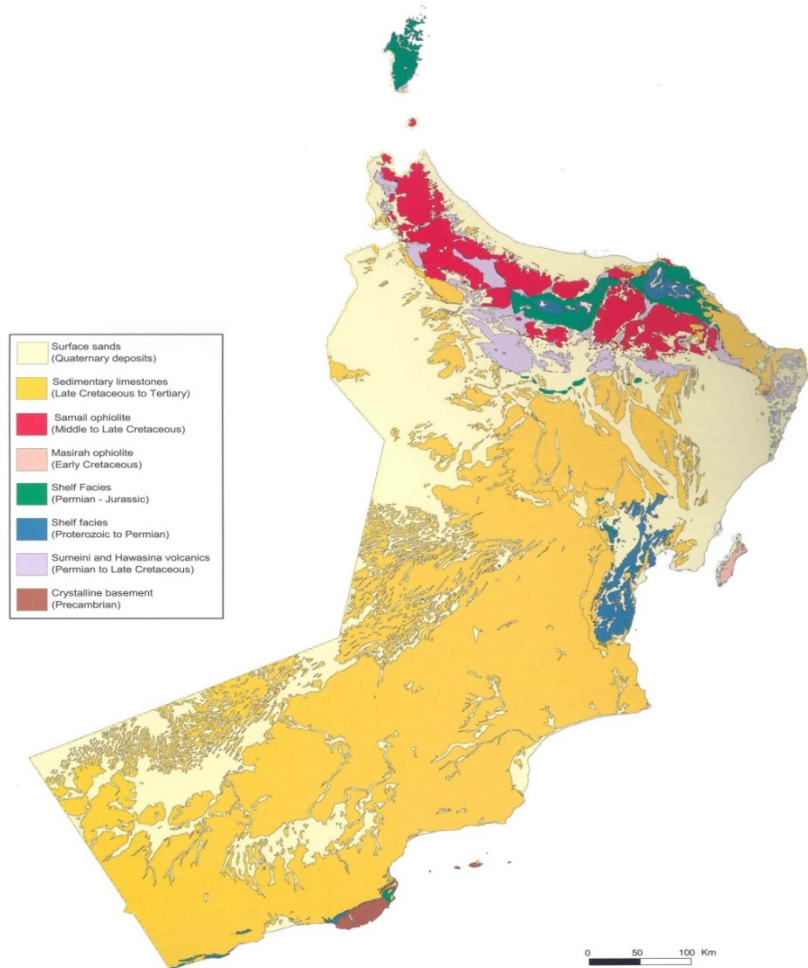 Surface sands
(Quaternary deposits)
Sedimentary limestones
(Late Cretaceous to Tertiary)
Samail ophiolite
(Middle to Late Cretaceous)
Masirah ophiolite
(Early Cretaceous)
Shelf Facies
(Permian - Jurassic)
Shelf facies
(Proterozoic to Permian)
Sumeini and Hawasina volcanics
(Permian to Late Cretaceous)
Crystalline basement
(Precambrian)
0 50 100 Km